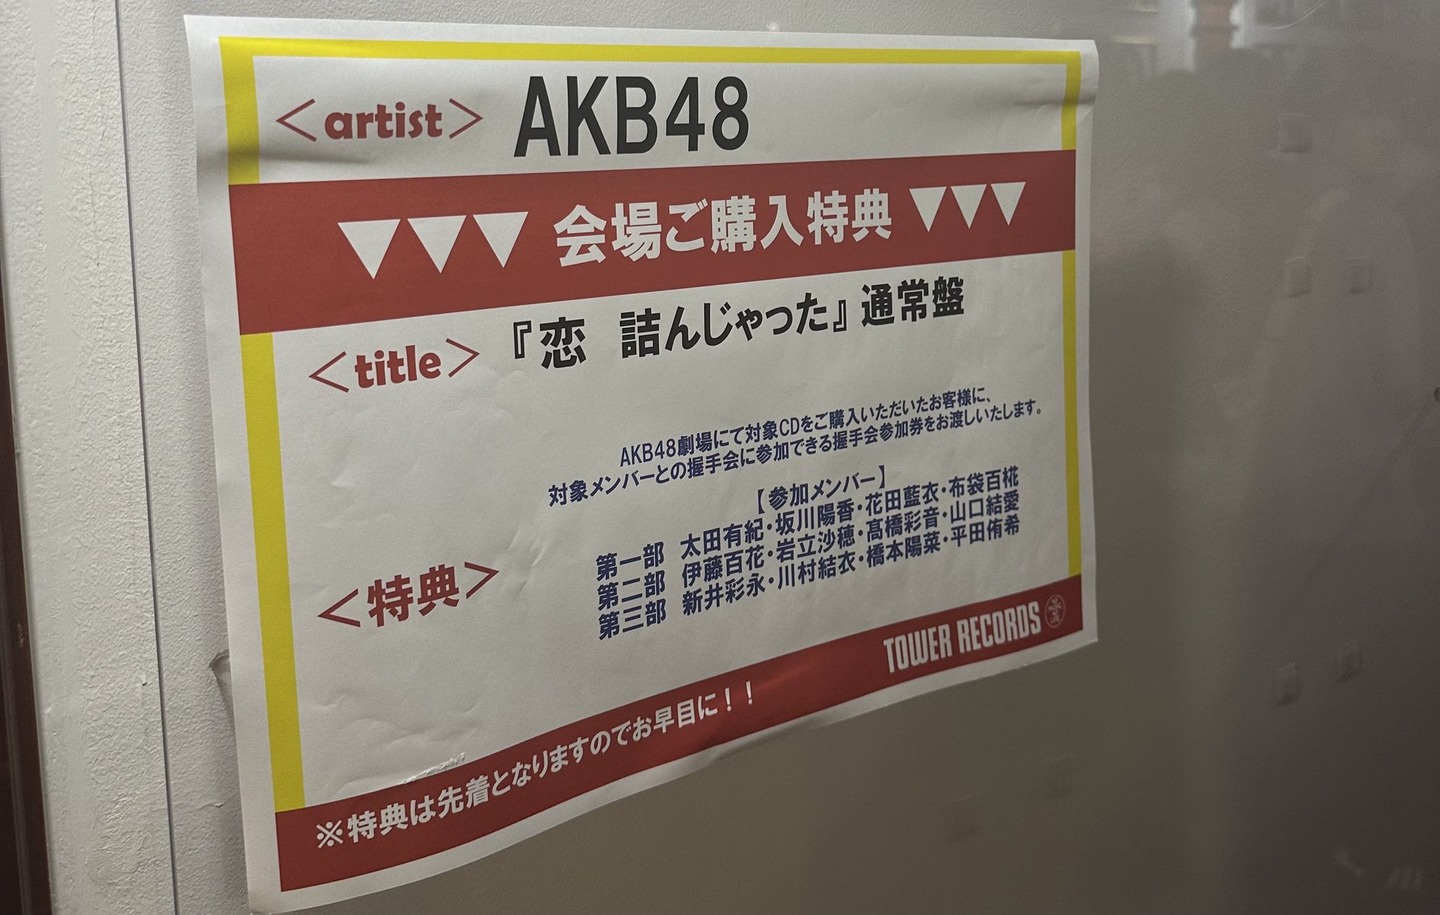 <artist> AKB48
▼▼▼ 会場ご購入特典 ▼▼▼
<title> 『恋 詰んじゃった』 通常盤
AKB48劇場にて対象CDをご購入いただいたお客様に、
対象メンバーとの握手会に参加できる握手会参加券をお渡しいたします。
【参加メンバー】
第一部 太田有紀・坂川陽香・花田藍衣・布袋百椛
第二部 伊藤百花・岩立沙穂・髙橋彩音・山口結愛
第三部 新井彩永・川村結衣・橋本陽菜・平田侑希
<特典>
TOWER RECORDS
※特典は先着となりますのでお早目に！！